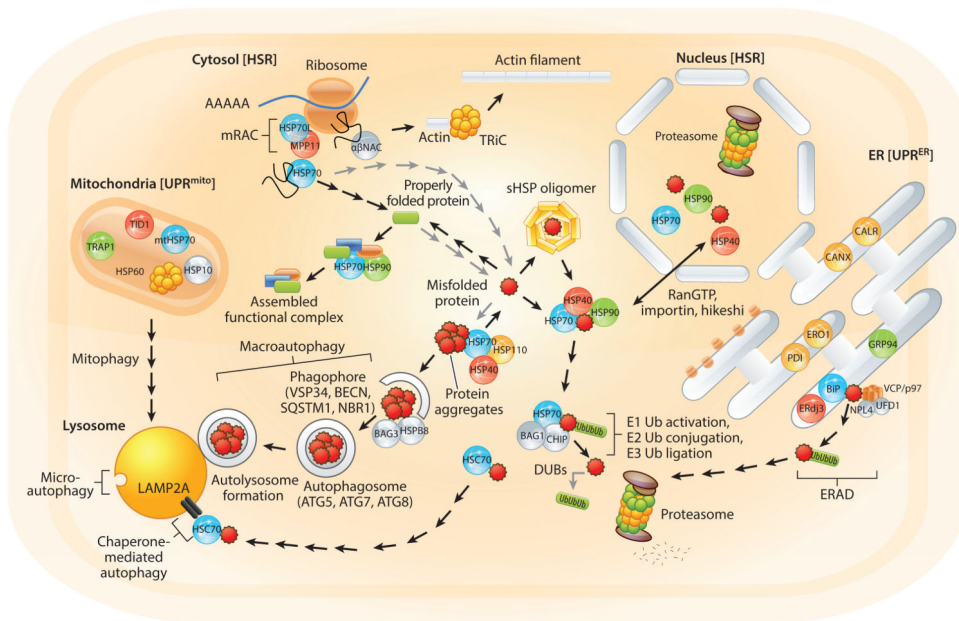 Cytosol [HSR]
Ribosome
AAAAA
mRAC
HSP70L
MPP11
αβNAC
HSP70
Actin filament
Actin
TRiC
Nucleus [HSR]
Proteasome
HSP90
HSP70
HSP40
RanGTP,
importin, hikeshi
ER [UPRER]
CALR
CANX
ERO1
PDI
GRP94
BiP
ERdj3
VCP/p97
NPL4
UFD1
UbUbUb
ERAD
Mitochondria [UPRmito]
TID1
TRAP1
mtHSP70
HSP60
HSP10
Mitophagy
Properly
folded protein
HSP70
HSP90
Assembled
functional complex
sHSP oligomer
Misfolded
protein
HSP40
HSP70
HSP90
HSP70
HSP110
HSP40
Protein
aggregates
Macroautophagy
Phagophore
(VSP34, BECN,
SQSTM1, NBR1)
BAG3
HSPB8
Autophagosome
(ATG5, ATG7, ATG8)
Autolysosome
formation
Lysosome
Micro-
autophagy
LAMP2A
HSC70
Chaperone-
mediated
autophagy
HSC70
HSP70
BAG1
CHIP
UbUbUb
E1 Ub activation,
E2 Ub conjugation,
E3 Ub ligation
DUBs
UbUbUb
Proteasome